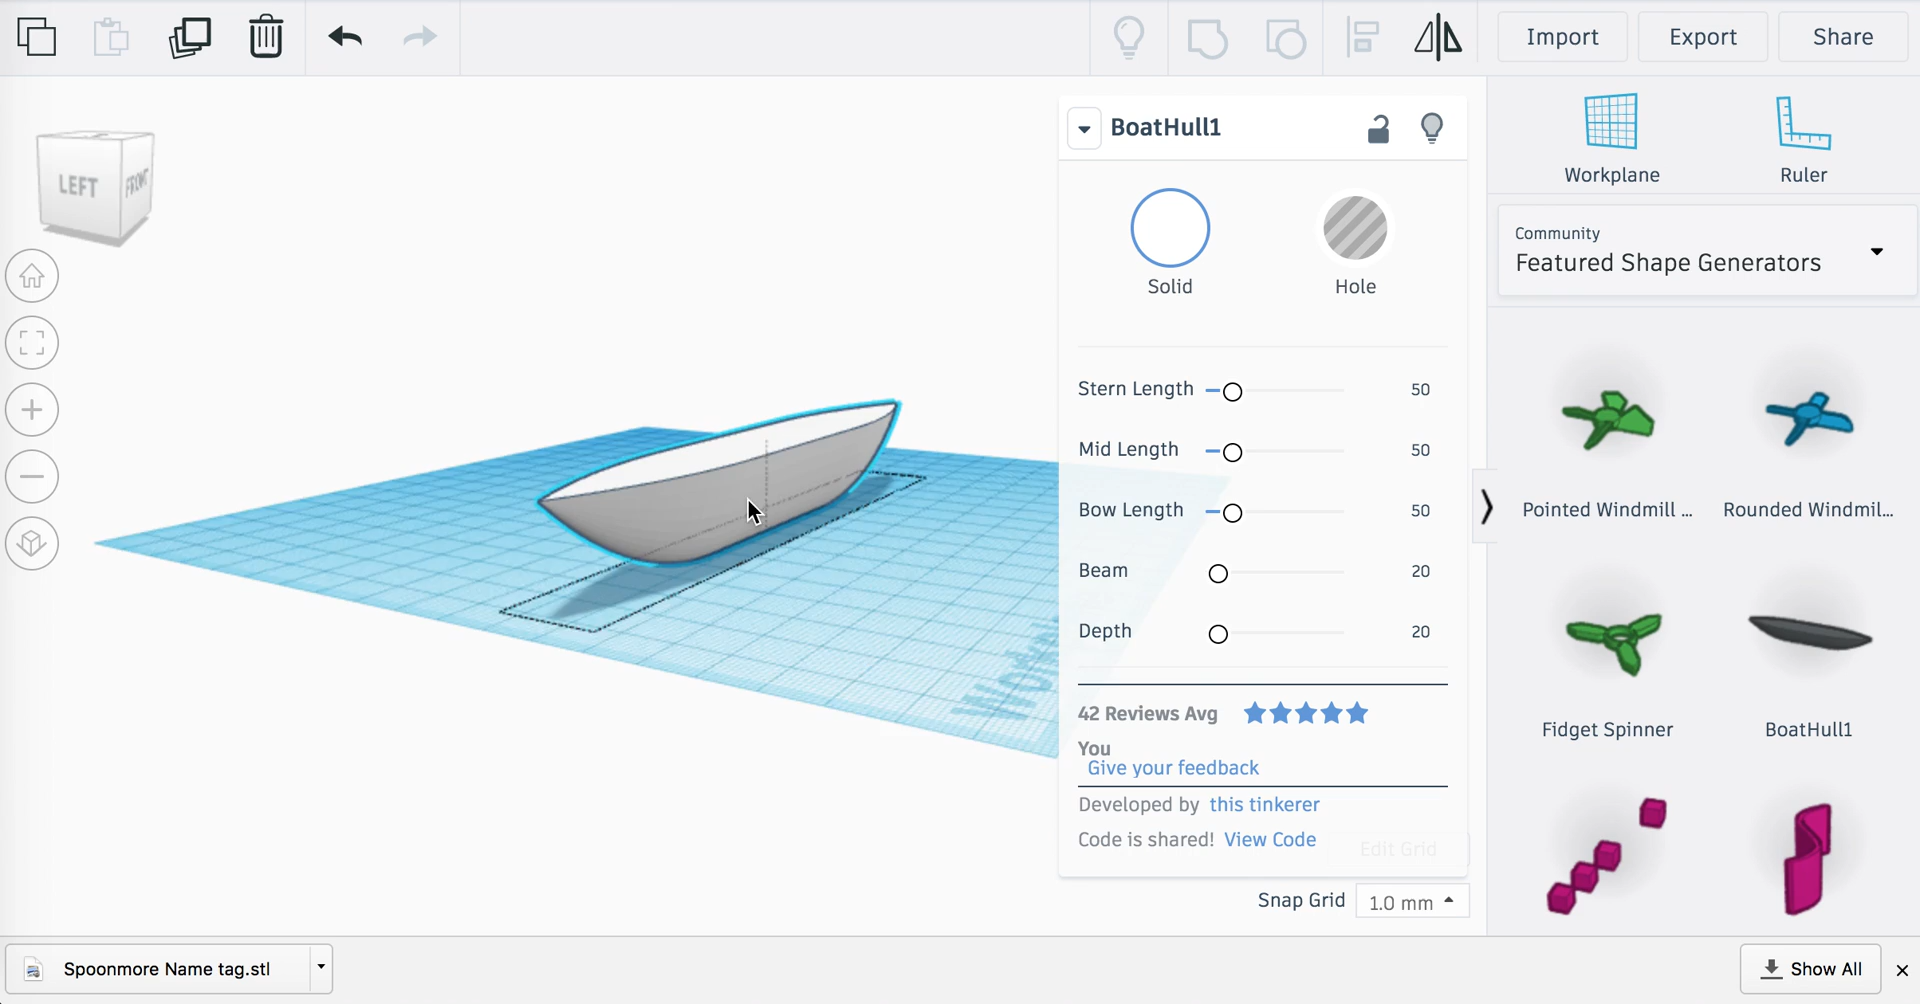 Import
Export
Share
LEFT
FRONT
BoatHull1
Solid
Hole
Stern Length 50
Mid Length 50
Bow Length 50
Beam 20
Depth 20
42 Reviews Avg
You
Give your feedback
Developed by this tinkerer
Code is shared! View Code
Edit Grid
Snap Grid 1.0 mm
Workplane
Ruler
Community
Featured Shape Generators
Pointed Windmill ...
Rounded Windmil...
Fidget Spinner
BoatHull1
Spoonmore Name tag.stl
Show All